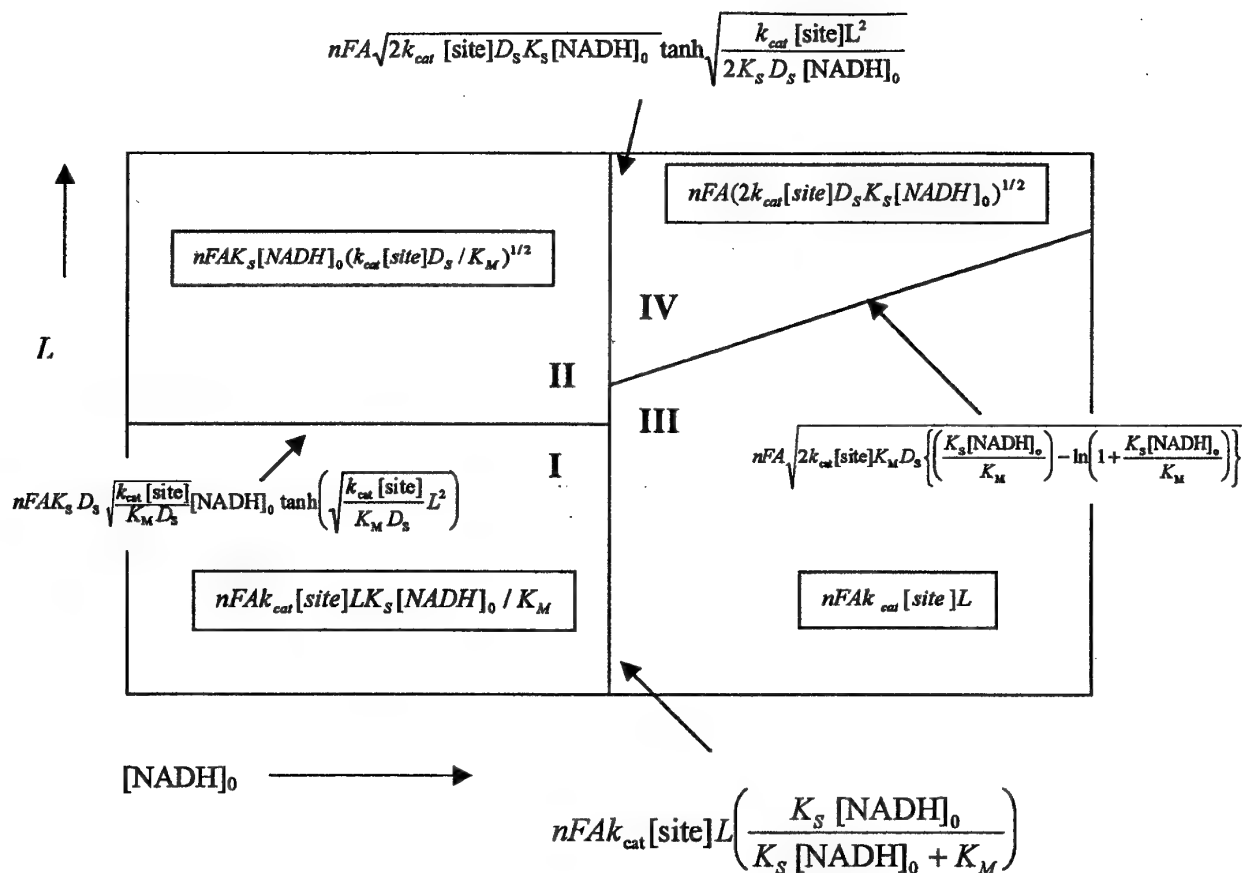 nFA√(2k_cat [site]D_S K_S[NADH]_0) tanh√(k_cat [site]L² / 2K_S D_S [NADH]_0)
nFA(2k_cat[site]D_S K_S[NADH]_0)^{1/2}
nFAK_S[NADH]_0(k_cat[site]D_S / K_M)^{1/2}
L
IV
II
III
I
nFA√(2k_cat[site]K_M D_S{(K_S[NADH]_0 / K_M) − ln(1 + K_S[NADH]_0 / K_M)})
nFAK_S D_S √(k_cat [site] / K_M D_S) [NADH]_0 tanh(√(k_cat [site] / K_M D_S L²))
nFAk_cat[site]LK_S[NADH]_0 / K_M
nFAk_cat[site]L
[NADH]_0
nFAk_cat[site]L(K_S [NADH]_0 / K_S [NADH]_0 + K_M)